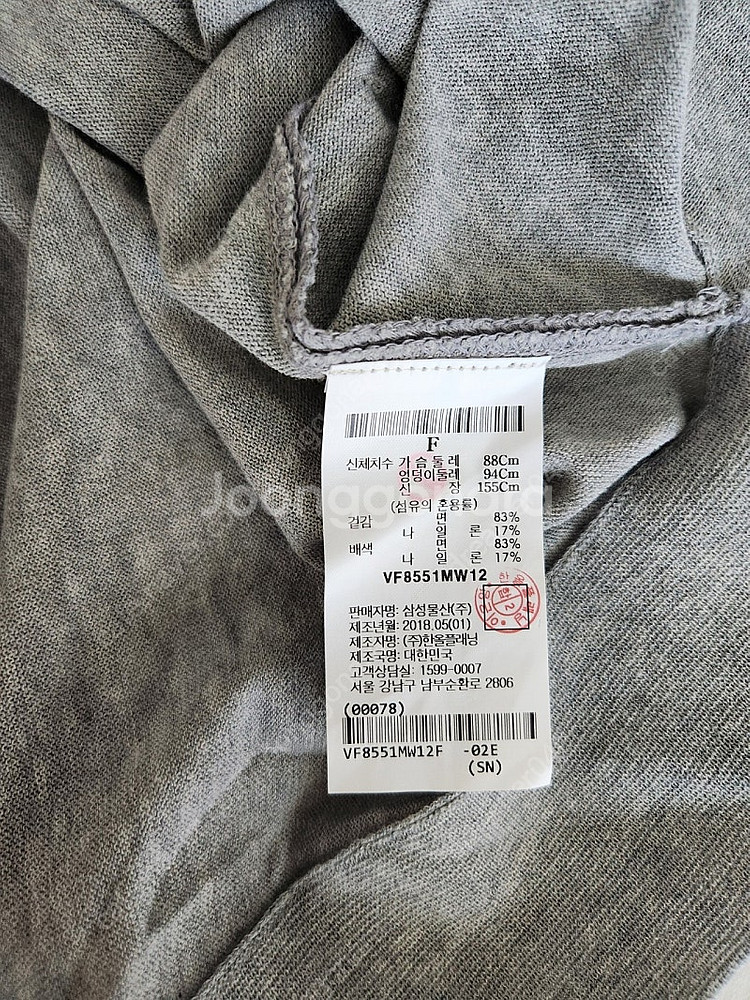 F
신체치수 가 슴 둘 레 88Cm
엉덩이둘레 94Cm
신 장 155Cm
(섬유의 혼용률)
겉감 면 83%
나 일 론 17%
배색 면 83%
나 일 론 17%
VF8551MW12
판매자명: 삼성물산(주)
제조년월: 2018.05(01)
제조자명: (주)한올플래닝
제조국명: 대한민국
고객상담실: 1599-0007
서울 강남구 남부순환로 2806
(00078)
VF8551MW12F -02E
(SN)